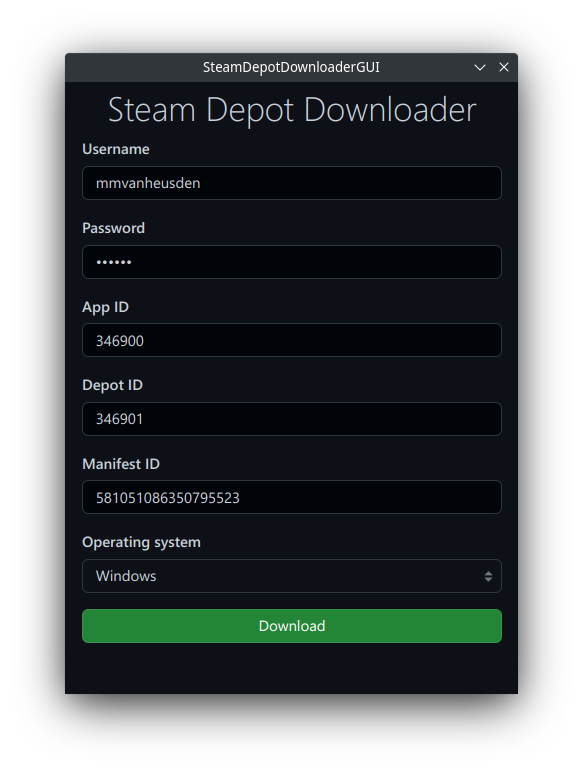 SteamDepotDownloaderGUI
Steam Depot Downloader
Username
mmvanheusden
Password
••••••
App ID
346900
Depot ID
346901
Manifest ID
581051086350795523
Operating system
Windows
Download